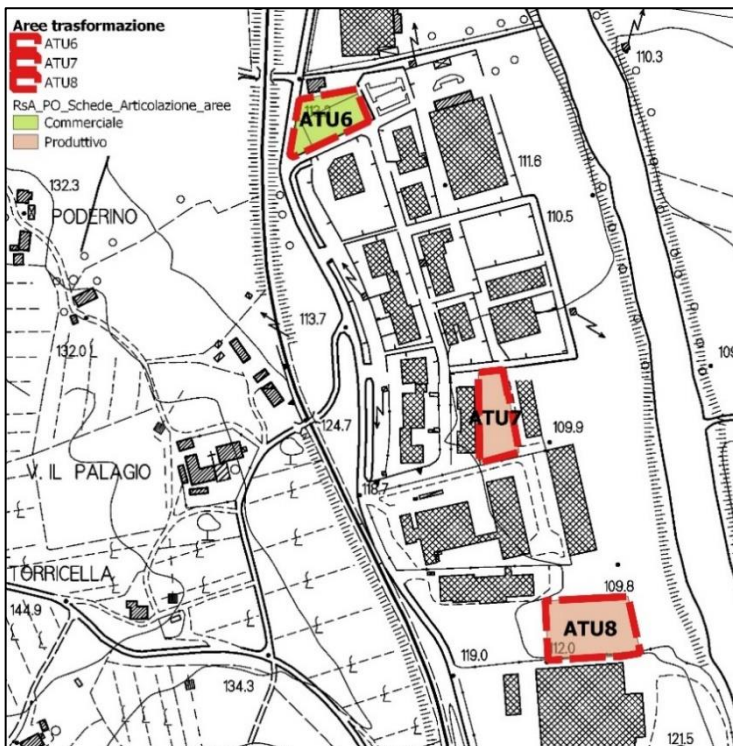 Aree trasformazione
ATU6
ATU7
ATU8
RsA_PO_Schede_Articolazione_aree
Commerciale
Produttivo
110.3
ATU6
111.6
132.3
PODERINO
110.5
113.7
132.0
124.7
ATU7
109.9
V. IL PALAGIO
118.7
TORRICELLA
109.8
144.9
ATU8
112.0
119.0
134.3
121.5